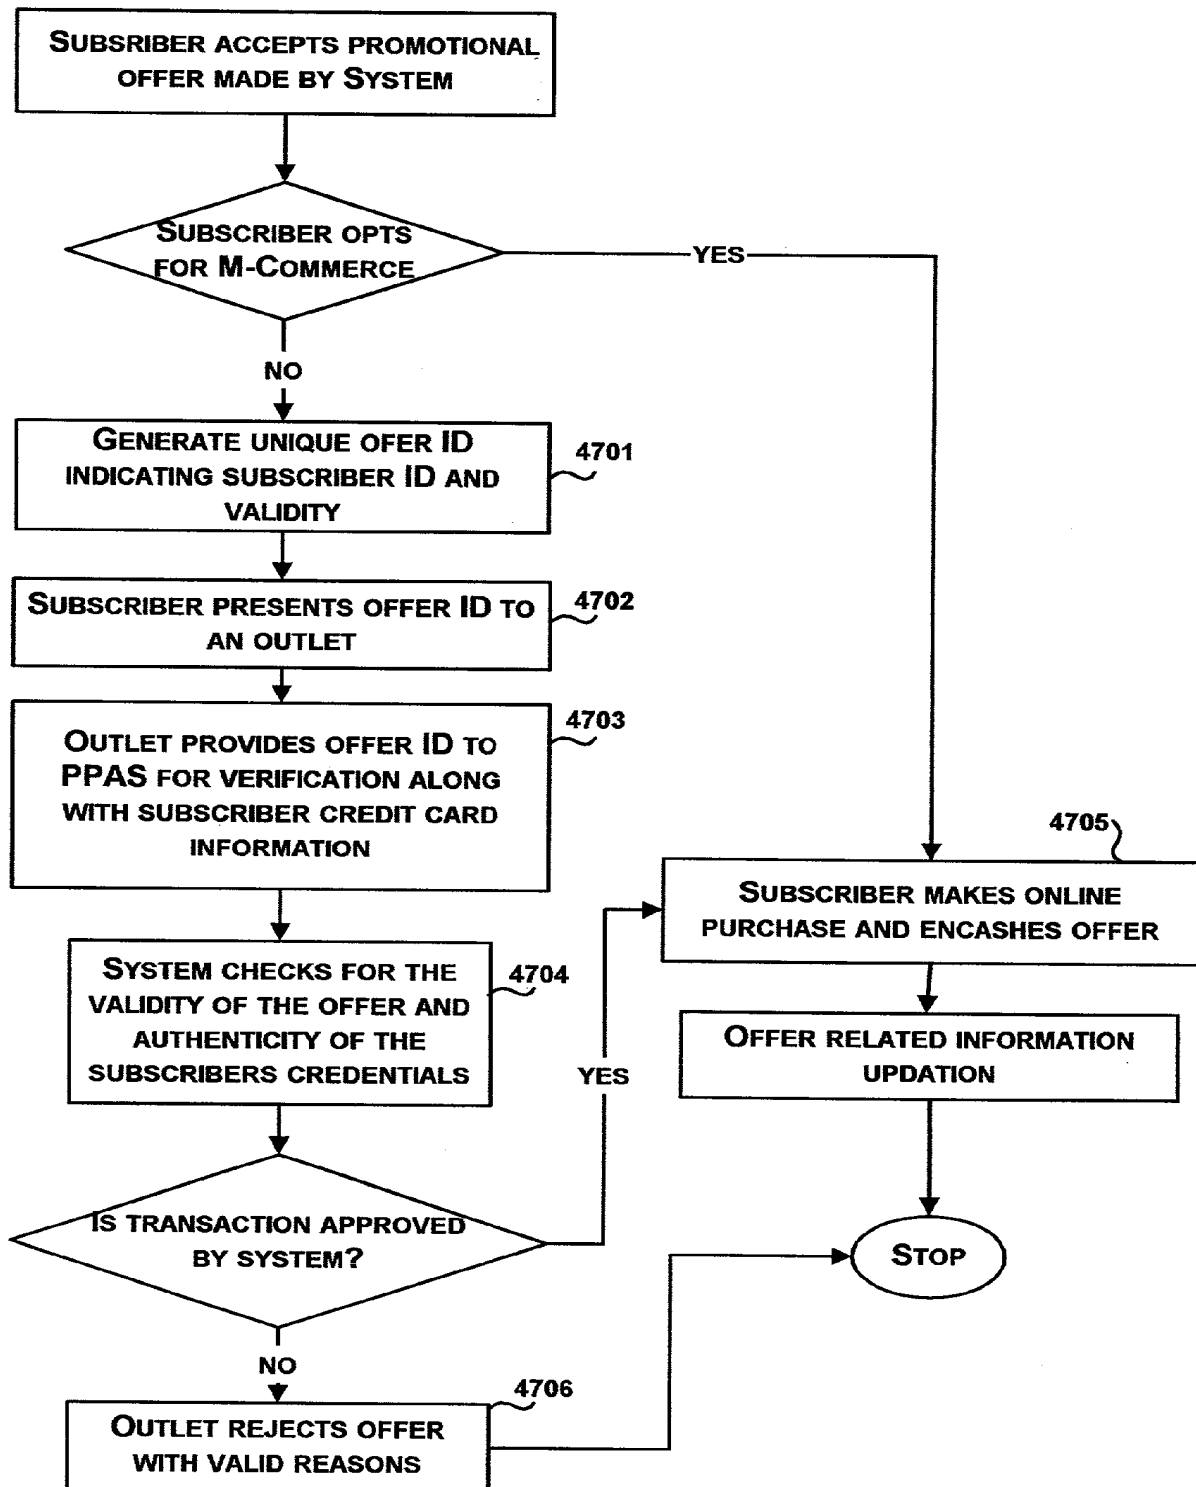 SUBSRIBER ACCEPTS PROMOTIONAL
OFFER MADE BY SYSTEM
SUBSCRIBER OPTS
FOR M-COMMERCE
YES
NO
GENERATE UNIQUE OFER ID
INDICATING SUBSCRIBER ID AND
VALIDITY
4701
SUBSCRIBER PRESENTS OFFER ID TO
AN OUTLET
4702
OUTLET PROVIDES OFFER ID TO
PPAS FOR VERIFICATION ALONG
WITH SUBSCRIBER CREDIT CARD
INFORMATION
4703
SYSTEM CHECKS FOR THE
VALIDITY OF THE OFFER AND
AUTHENTICITY OF THE
SUBSCRIBERS CREDENTIALS
4704
IS TRANSACTION APPROVED
BY SYSTEM?
YES
NO
OUTLET REJECTS OFFER
WITH VALID REASONS
4706
4705
SUBSCRIBER MAKES ONLINE
PURCHASE AND ENCASHES OFFER
OFFER RELATED INFORMATION
UPDATION
STOP